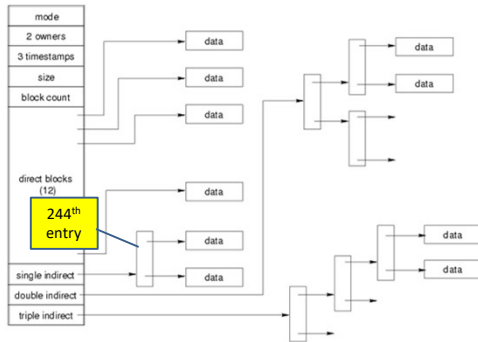 mode
2 owners
3 timestamps
size
block count
direct blocks
(12)
244th
entry
single indirect
double indirect
triple indirect
data
data
data
data
data
data
data
data
data
data